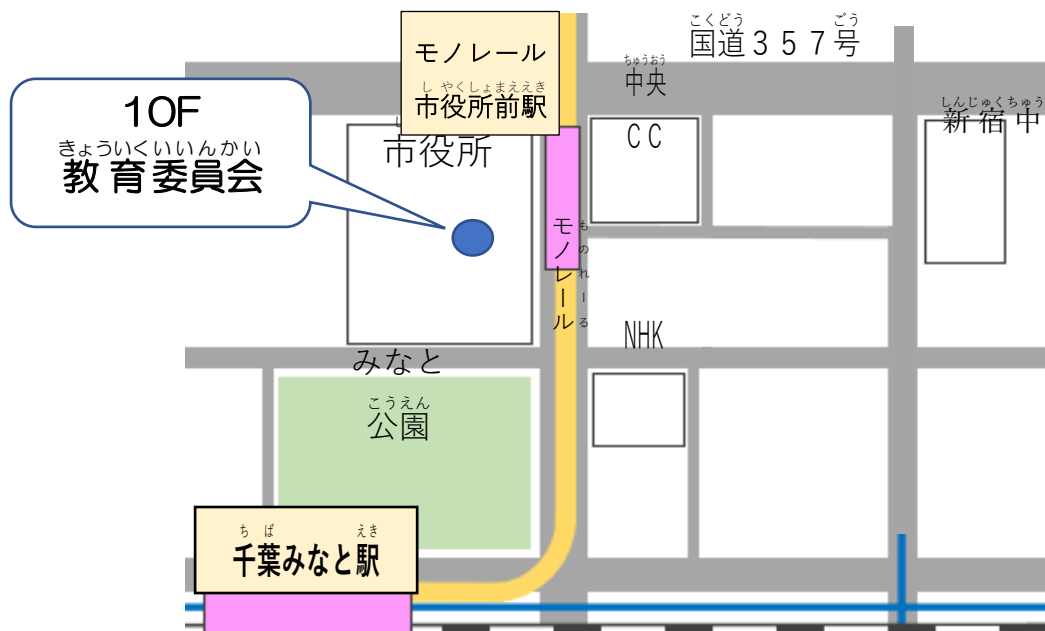 こくどう ごう
国道357号
モノレール
し やくしょまええき
市役所前駅
ちゅうおう
中央
CC
しんじゅくちゅう
新宿中
10F
きょういくいいんかい
教育委員会
市役所
モノレール
ものれーる
NHK
みなと
こうえん
公園
ちば えき
千葉みなと駅